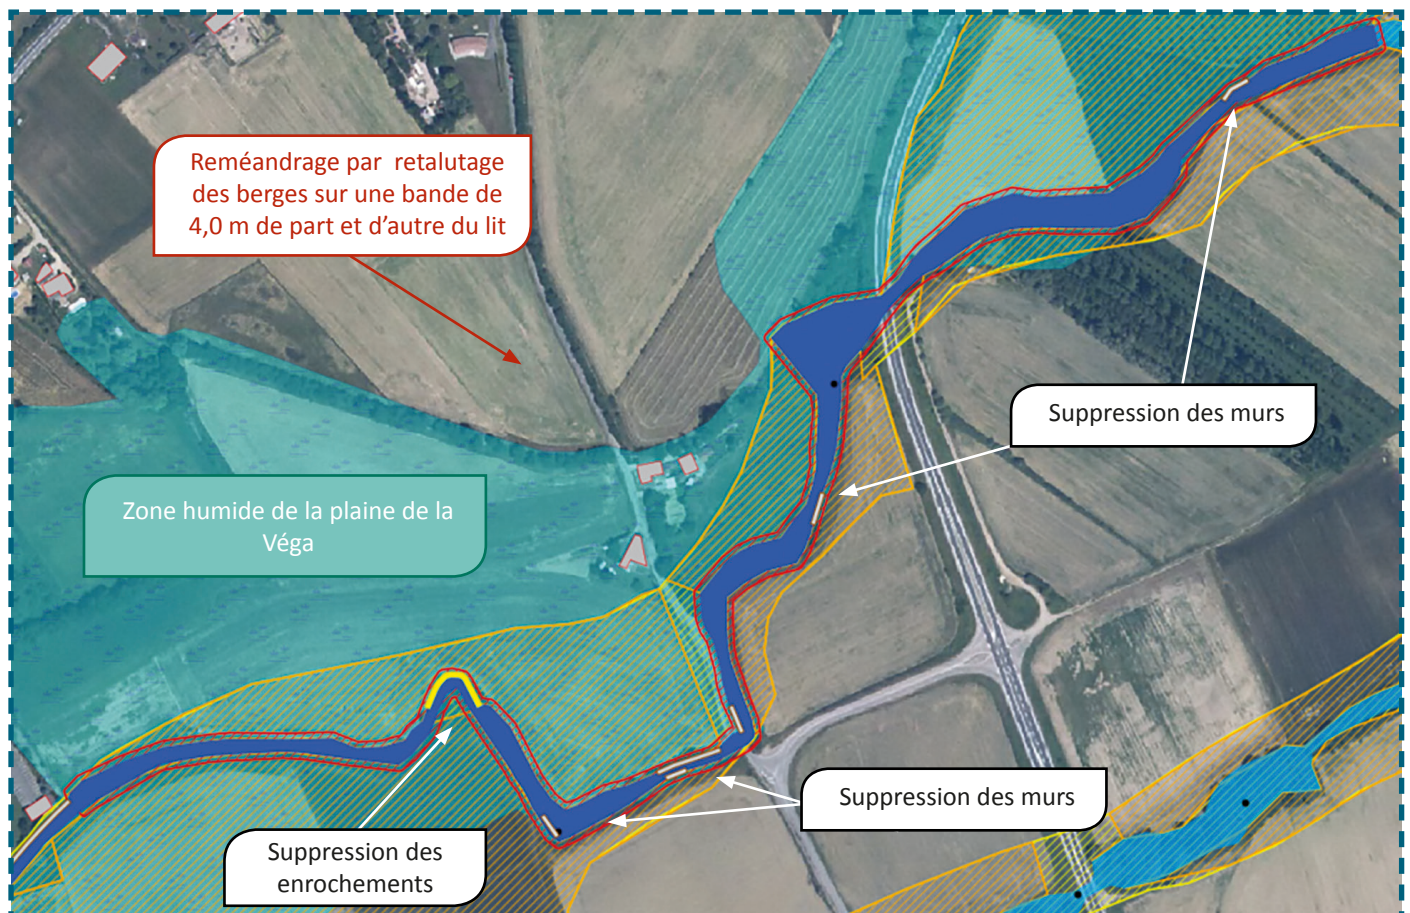 Reméandrage par retalutage
des berges sur une bande de
4,0 m de part et d'autre du lit
Suppression des murs
Zone humide de la plaine de la
Véga
Suppression des murs
Suppression des
enrochements